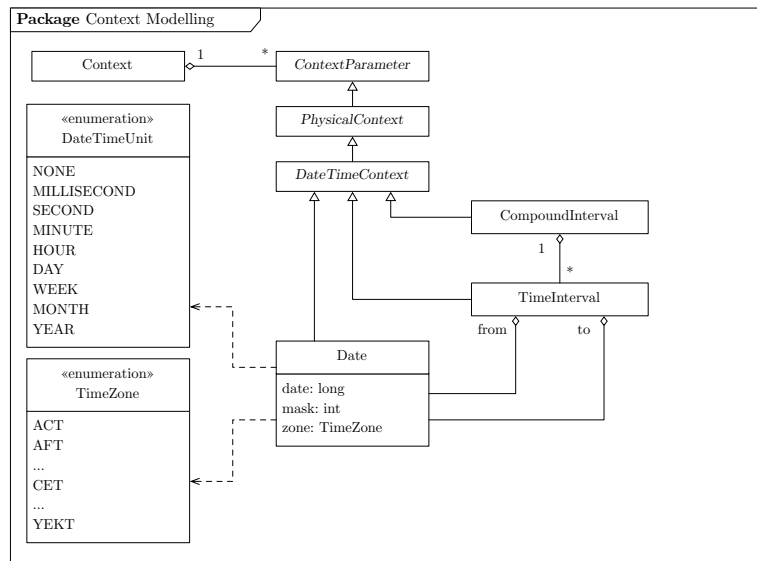 Package Context Modelling
Context
1
*
ContextParameter
PhysicalContext
DateTimeContext
«enumeration»
DateTimeUnit
NONE
MILLISECOND
SECOND
MINUTE
HOUR
DAY
WEEK
MONTH
YEAR
CompoundInterval
1
*
TimeInterval
from
to
Date
date: long
mask: int
zone: TimeZone
«enumeration»
TimeZone
ACT
AFT
...
CET
...
YEKT